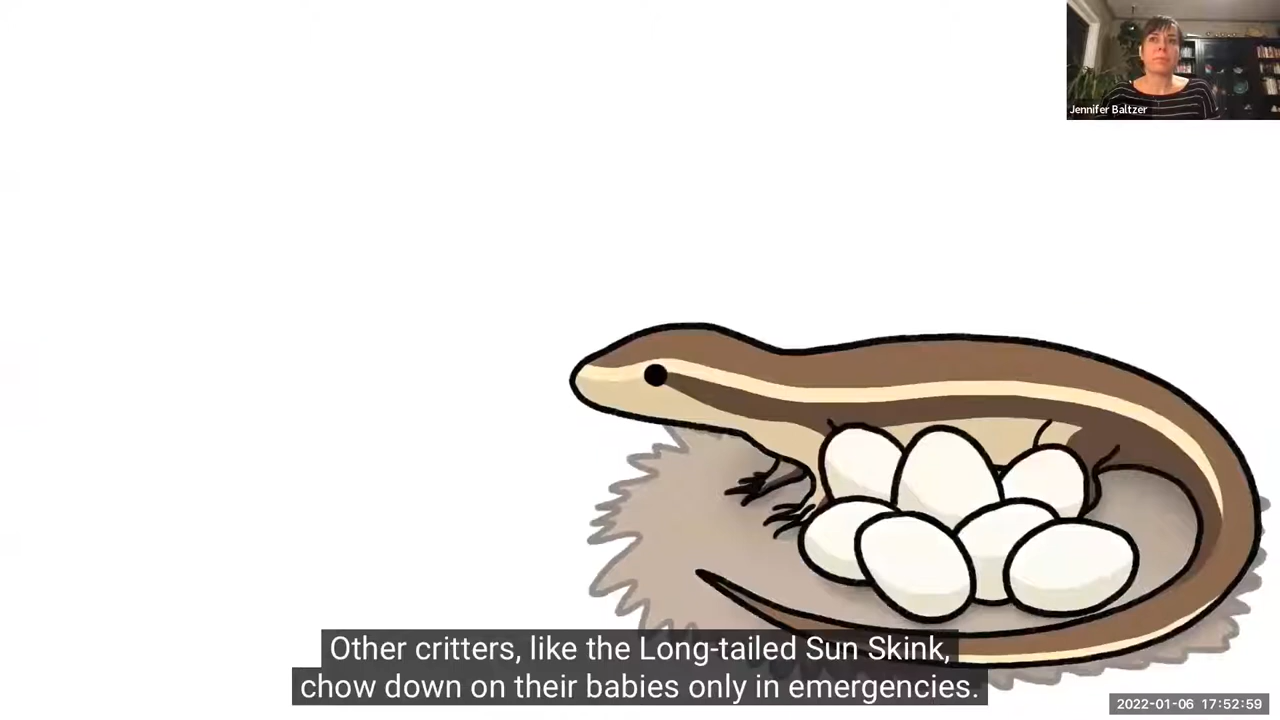 Jennifer Baltzer
Other critters, like the Long-tailed Sun Skink,
chow down on their babies only in emergencies.
2022-01-06 17:52:59